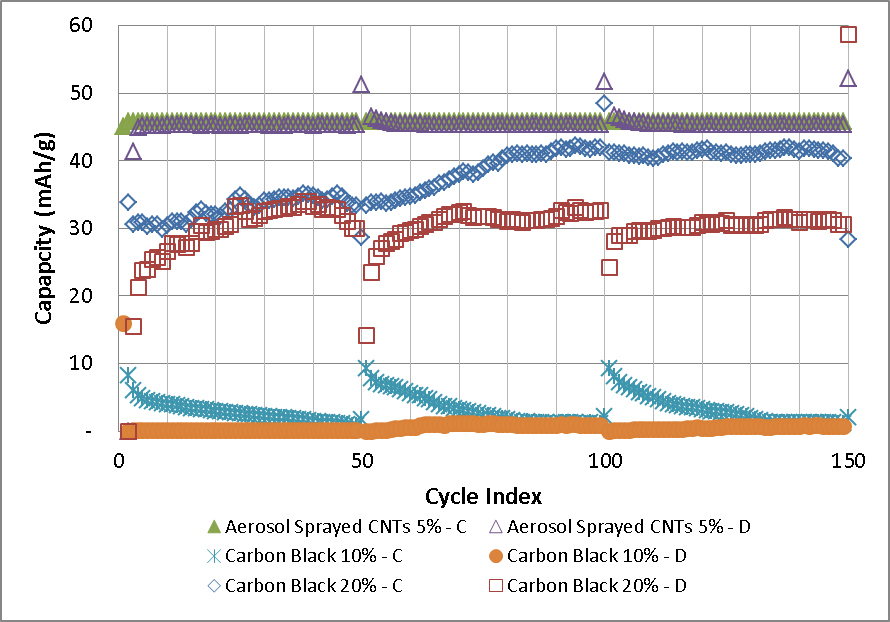 60
50
40
30
20
10
-
0 50 100 150
Capapcity (mAh/g)
Cycle Index
Aerosol Sprayed CNTs 5% - C Aerosol Sprayed CNTs 5% - D
Carbon Black 10% - C Carbon Black 10% - D
Carbon Black 20% - C Carbon Black 20% - D